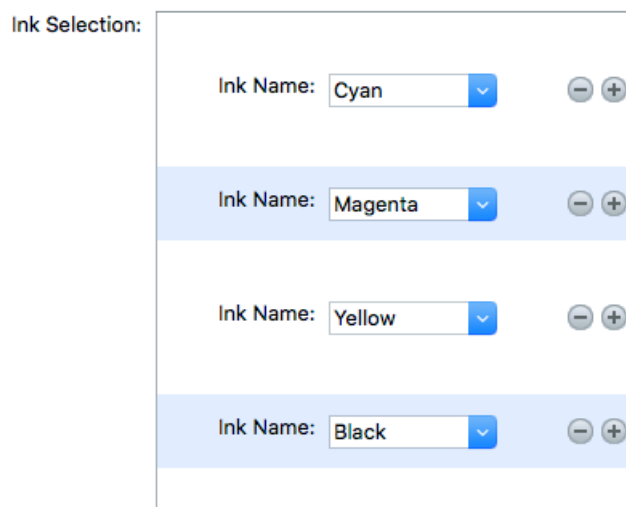 Ink Selection:
Ink Name: Cyan
Ink Name: Magenta
Ink Name: Yellow
Ink Name: Black